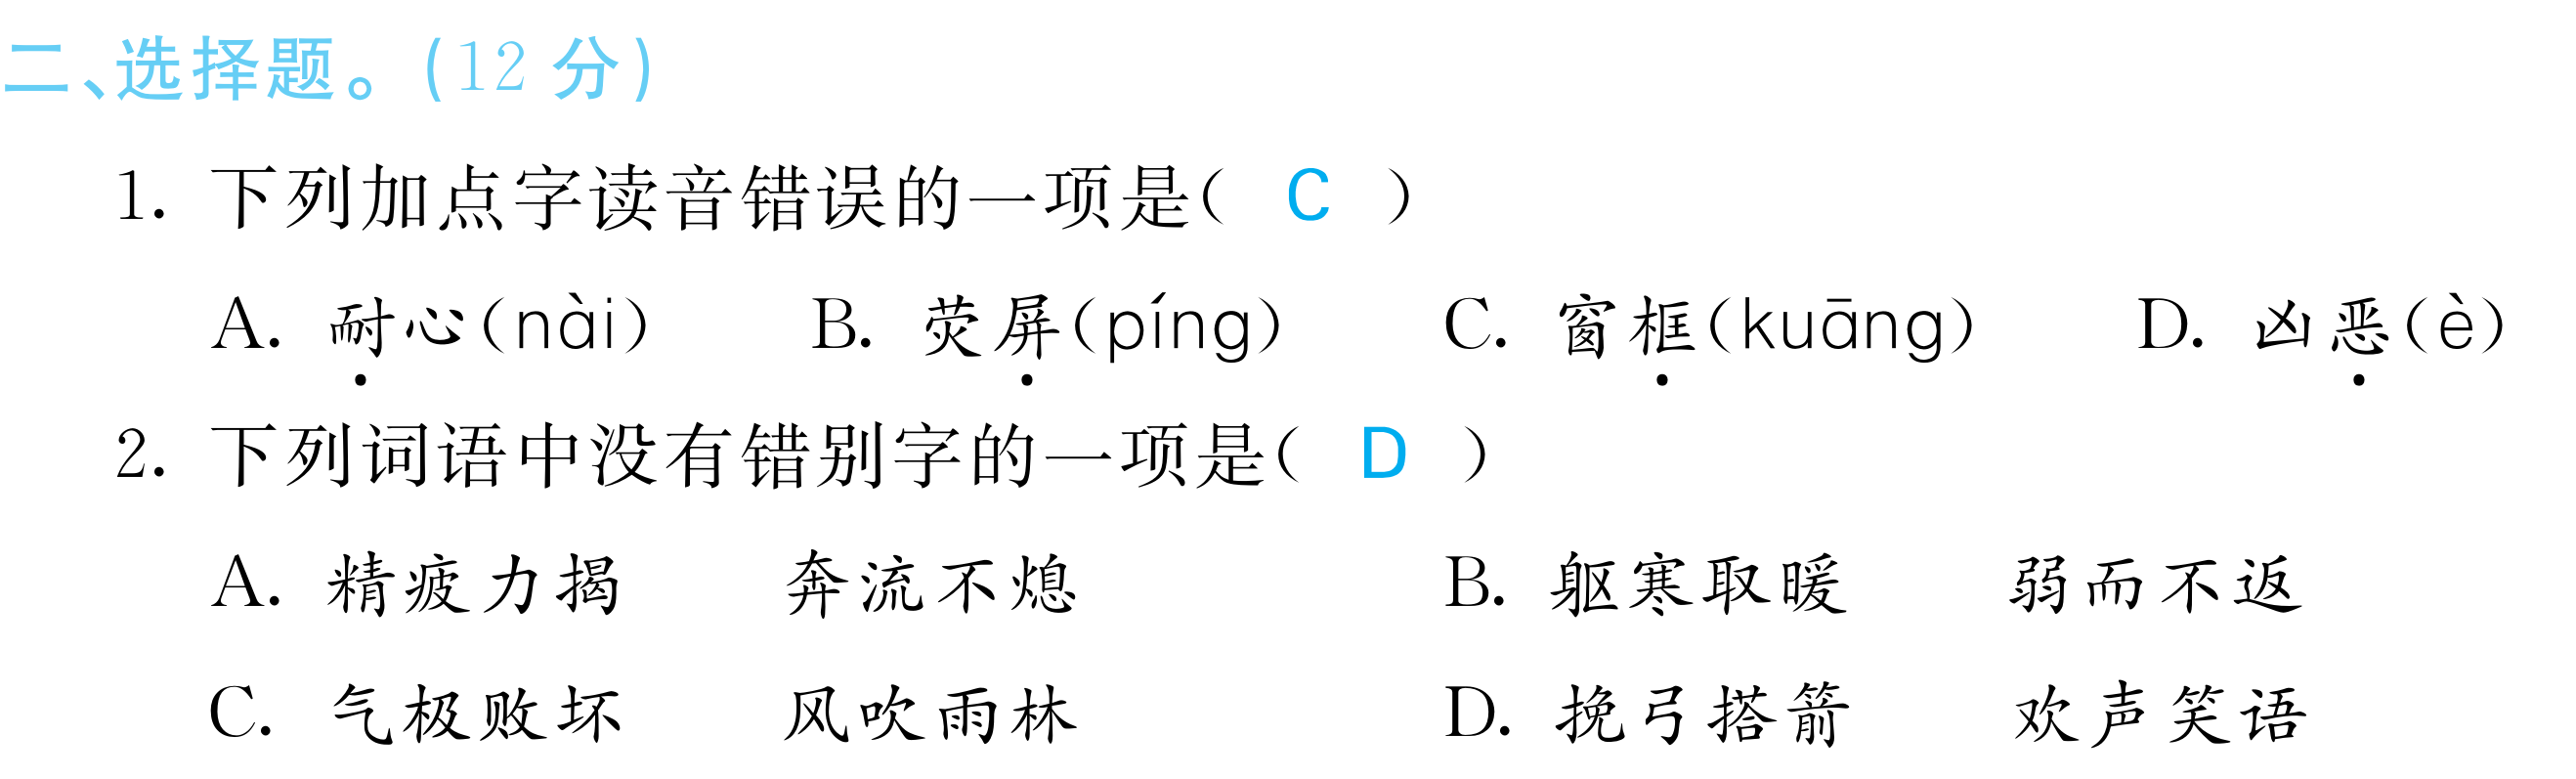 二、选择题。(12 分)
1. 下列加点字读音错误的一项是( C )
A. 耐心(nài) B. 荧屏(píng) C. 窗框(kuāng) D. 凶恶(è)
2. 下列词语中没有错别字的一项是( D )
A. 精疲力揭 奔流不熄 B. 躯寒取暖 弱而不返
C. 气极败坏 风吹雨林 D. 挽弓搭箭 欢声笑语